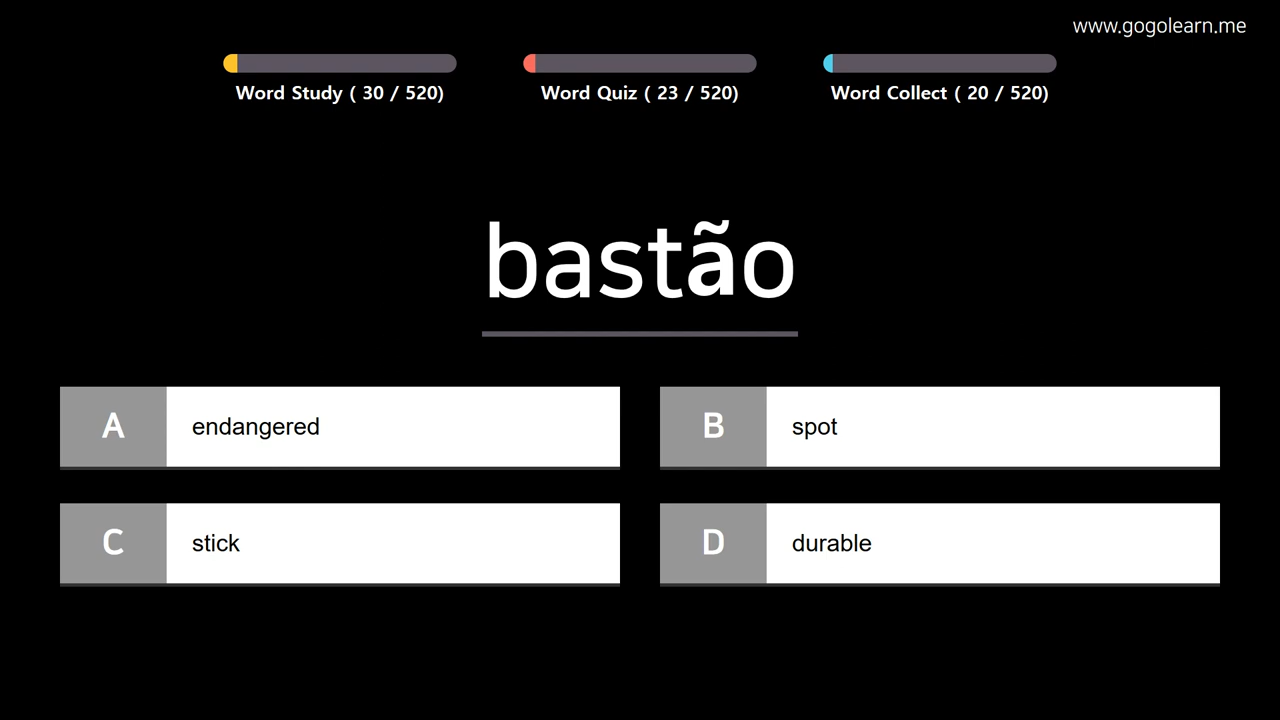 www.gogolearn.me
Word Study ( 30 / 520)
Word Quiz ( 23 / 520)
Word Collect ( 20 / 520)
bastão
A endangered
B spot
C stick
D durable